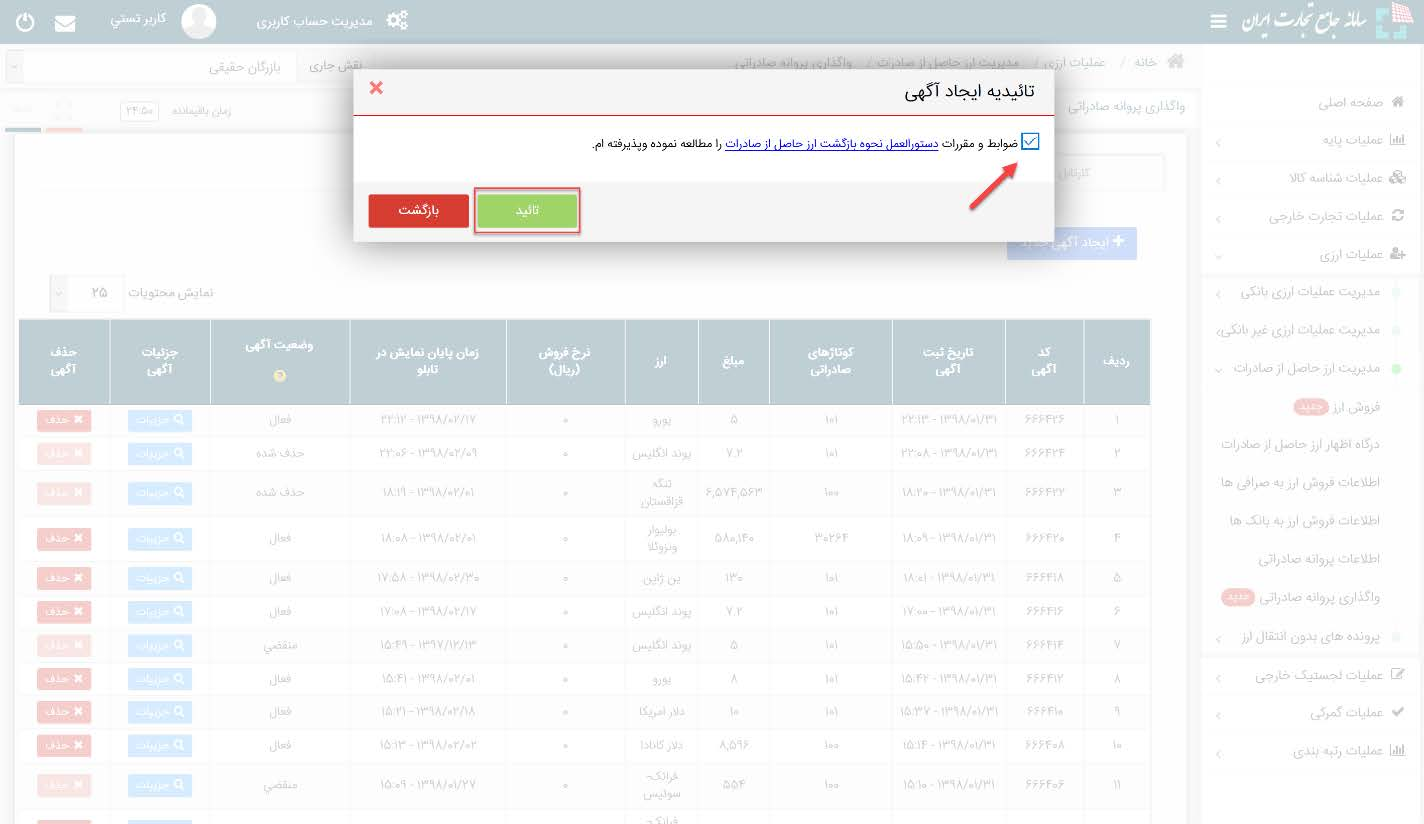 سامانه جامع تجارت ایران
مدیریت حساب کاربری
کاربر تستي
خانه / عملیات ارزی / مدیریت ارز حاصل از صادرات / واگذاری پروانه صادراتی
نقش جاری
بازرگان حقیقی
واگذاری پروانه صادراتی
زمان باقیمانده
۲۴:۵۰
تائیدیه ایجاد آگهی
ضوابط و مقررات دستورالعمل نحوه بازگشت ارز حاصل از صادرات را مطالعه نموده وپذیرفته ام.
تائید
بازگشت
کارتابل
ایجاد آگهی جدید
نمایش محتویات
۲۵
ردیف کد آگهی تاریخ ثبت آگهی کوتاژهای صادراتی مبلغ ارز نرخ فروش (ریال) زمان پایان نمایش در تابلو وضعیت آگهی جزئیات آگهی حذف آگهی
۱ ۶۶۶۴۲۶ ۱۳۹۸/۰۱/۳۱ - ۲۲:۱۳ ۱۰۱ ۵ یورو ۰ ۱۳۹۸/۰۲/۱۷ - ۲۲:۱۲ فعال جزییات حذف
۲ ۶۶۶۴۲۴ ۱۳۹۸/۰۱/۳۱ - ۲۲:۰۸ ۱۰۱ ۷.۲ پوند انگلیس ۰ ۱۳۹۸/۰۲/۰۹ - ۲۲:۰۶ حذف شده جزییات حذف
۳ ۶۶۶۴۲۲ ۱۳۹۸/۰۱/۳۱ - ۱۸:۲۰ ۱۰۰ ۶,۵۷۴,۵۶۳ تنگه قزاقستان ۰ ۱۳۹۸/۰۲/۰۱ - ۱۸:۱۹ حذف شده جزییات حذف
۴ ۶۶۶۴۲۰ ۱۳۹۸/۰۱/۳۱ - ۱۸:۰۹ ۳۰۲۶۴ ۵۸۰,۱۴۰ بولیوار ونزوئلا ۰ ۱۳۹۸/۰۲/۰۱ - ۱۸:۰۸ فعال جزییات حذف
۵ ۶۶۶۴۱۸ ۱۳۹۸/۰۱/۳۱ - ۱۸:۰۱ ۱۰۱ ۱۳۰ ین ژاپن ۰ ۱۳۹۸/۰۲/۳۰ - ۱۷:۵۸ فعال جزییات حذف
۶ ۶۶۶۴۱۶ ۱۳۹۸/۰۱/۳۱ - ۱۷:۰۰ ۱۰۱ ۷.۲ پوند انگلیس ۰ ۱۳۹۸/۰۲/۱۷ - ۱۷:۰۸ فعال جزییات حذف
۷ ۶۶۶۴۱۴ ۱۳۹۸/۰۱/۳۱ - ۱۵:۵۰ ۱۰۱ ۵ پوند انگلیس ۰ ۱۳۹۷/۱۲/۱۳ - ۱۵:۴۹ منقضي جزییات حذف
۸ ۶۶۶۴۱۲ ۱۳۹۸/۰۱/۳۱ - ۱۵:۴۲ ۱۰۱ ۸ یورو ۰ ۱۳۹۸/۰۲/۰۱ - ۱۵:۴۱ فعال جزییات حذف
۹ ۶۶۶۴۱۰ ۱۳۹۸/۰۱/۳۱ - ۱۵:۳۷ ۱۰۱ ۱۰ دلار امریکا ۰ ۱۳۹۸/۰۲/۱۸ - ۱۵:۲۱ فعال جزییات حذف
۱۰ ۶۶۶۴۰۸ ۱۳۹۸/۰۱/۳۱ - ۱۵:۱۴ ۱۰۰ ۸,۵۹۶ دلار کانادا ۰ ۱۳۹۸/۰۲/۰۲ - ۱۵:۱۳ فعال جزییات حذف
۱۱ ۶۶۶۴۰۶ ۱۳۹۸/۰۱/۳۱ - ۱۵:۱۰ ۱۰۰ ۵۵۴ فرانک سوئیس ۰ ۱۳۹۸/۰۱/۲۷ - ۱۵:۰۹ منقضي جزییات حذف
صفحه اصلی
عملیات پایه
عملیات شناسه کالا
عملیات تجارت خارجی
عملیات ارزی
مدیریت عملیات ارزی بانکی
مدیریت عملیات ارزی غیر بانکی
مدیریت ارز حاصل از صادرات
فروش ارز جدید
درگاه اظهار ارز حاصل از صادرات
اطلاعات فروش ارز به صرافی ها
اطلاعات فروش ارز به بانک ها
اطلاعات پروانه صادراتی
واگذاری پروانه صادراتی جدید
پرونده های بدون انتقال ارز
عملیات لجستیک خارجی
عملیات گمرکی
عملیات رتبه بندی